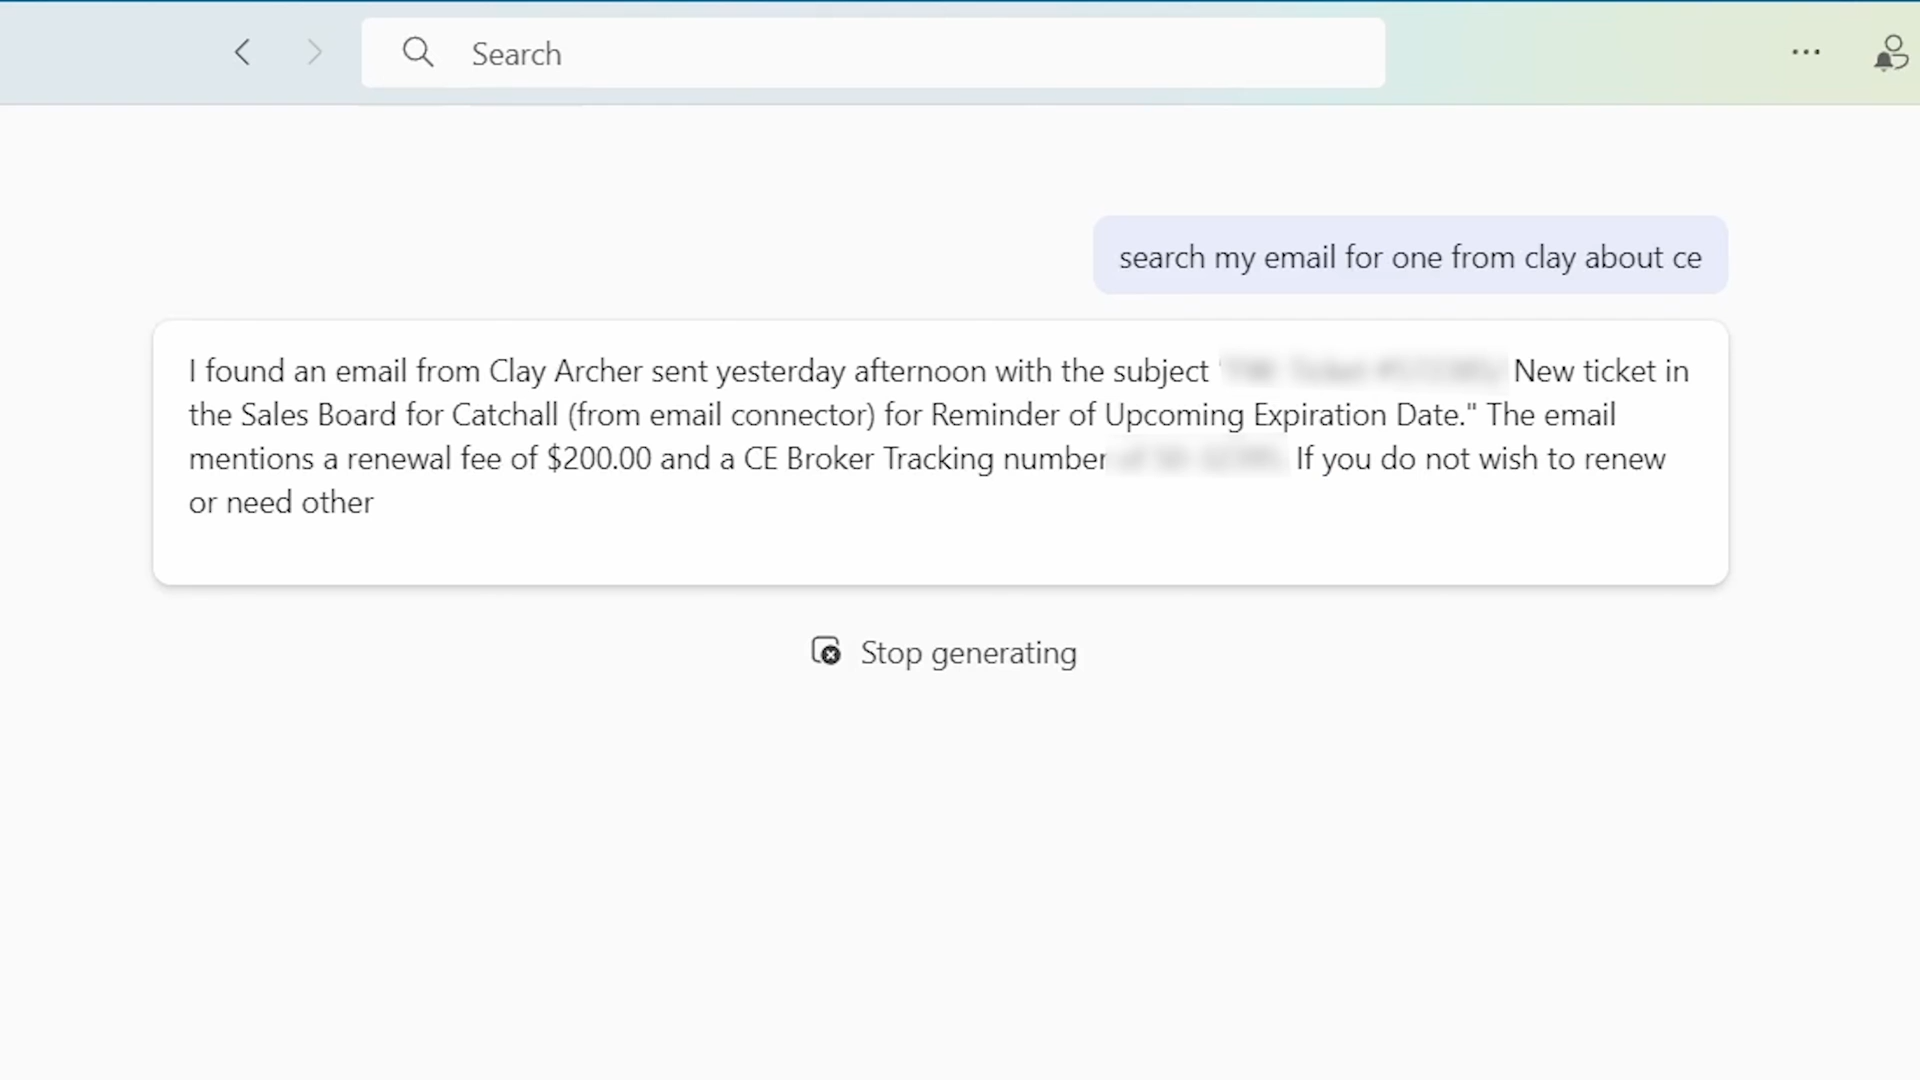 Search
search my email for one from clay about ce
I found an email from Clay Archer sent yesterday afternoon with the subject New ticket in
the Sales Board for Catchall (from email connector) for Reminder of Upcoming Expiration Date." The email
mentions a renewal fee of $200.00 and a CE Broker Tracking number If you do not wish to renew
or need other
Stop generating